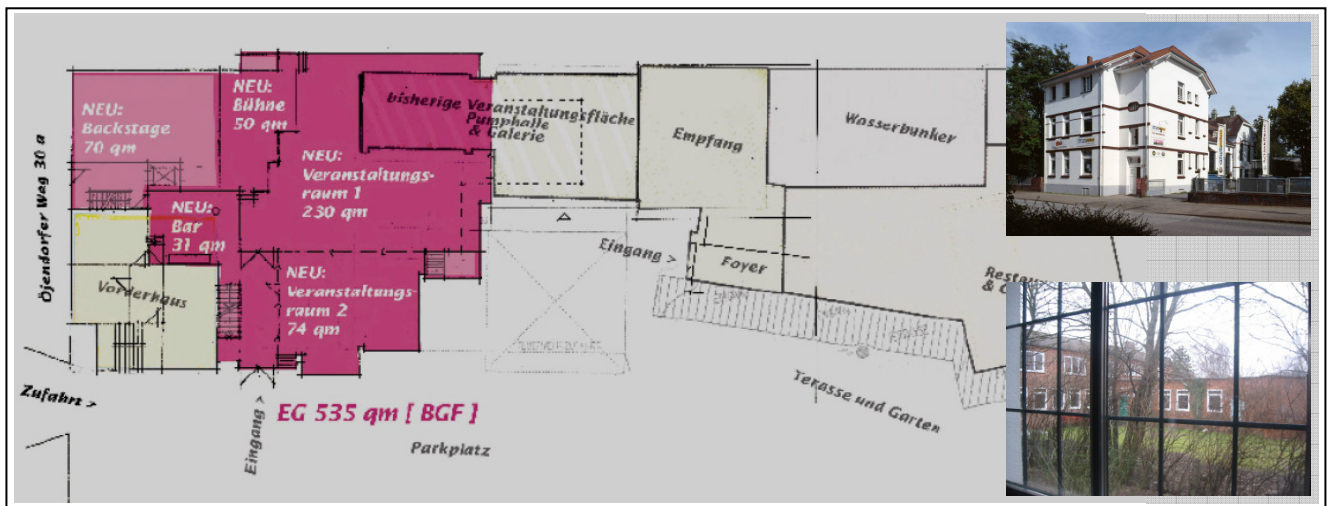 Öjendorfer Weg 30 a
NEU:
Backstage
70 qm
NEU:
Bühne
50 qm
bisherige Veranstaltungsfläche
Pumphalle
& Galerie
Empfang
Wasserbunker
NEU:
Veranstaltungs-
raum 1
230 qm
NEU:
Bar
31 qm
Vorderhaus
NEU:
Veranstaltungs-
raum 2
74 qm
Eingang >
Foyer
Zufahrt >
Eingang >
EG 535 qm [ BGF ]
Parkplatz
Terasse und Garten